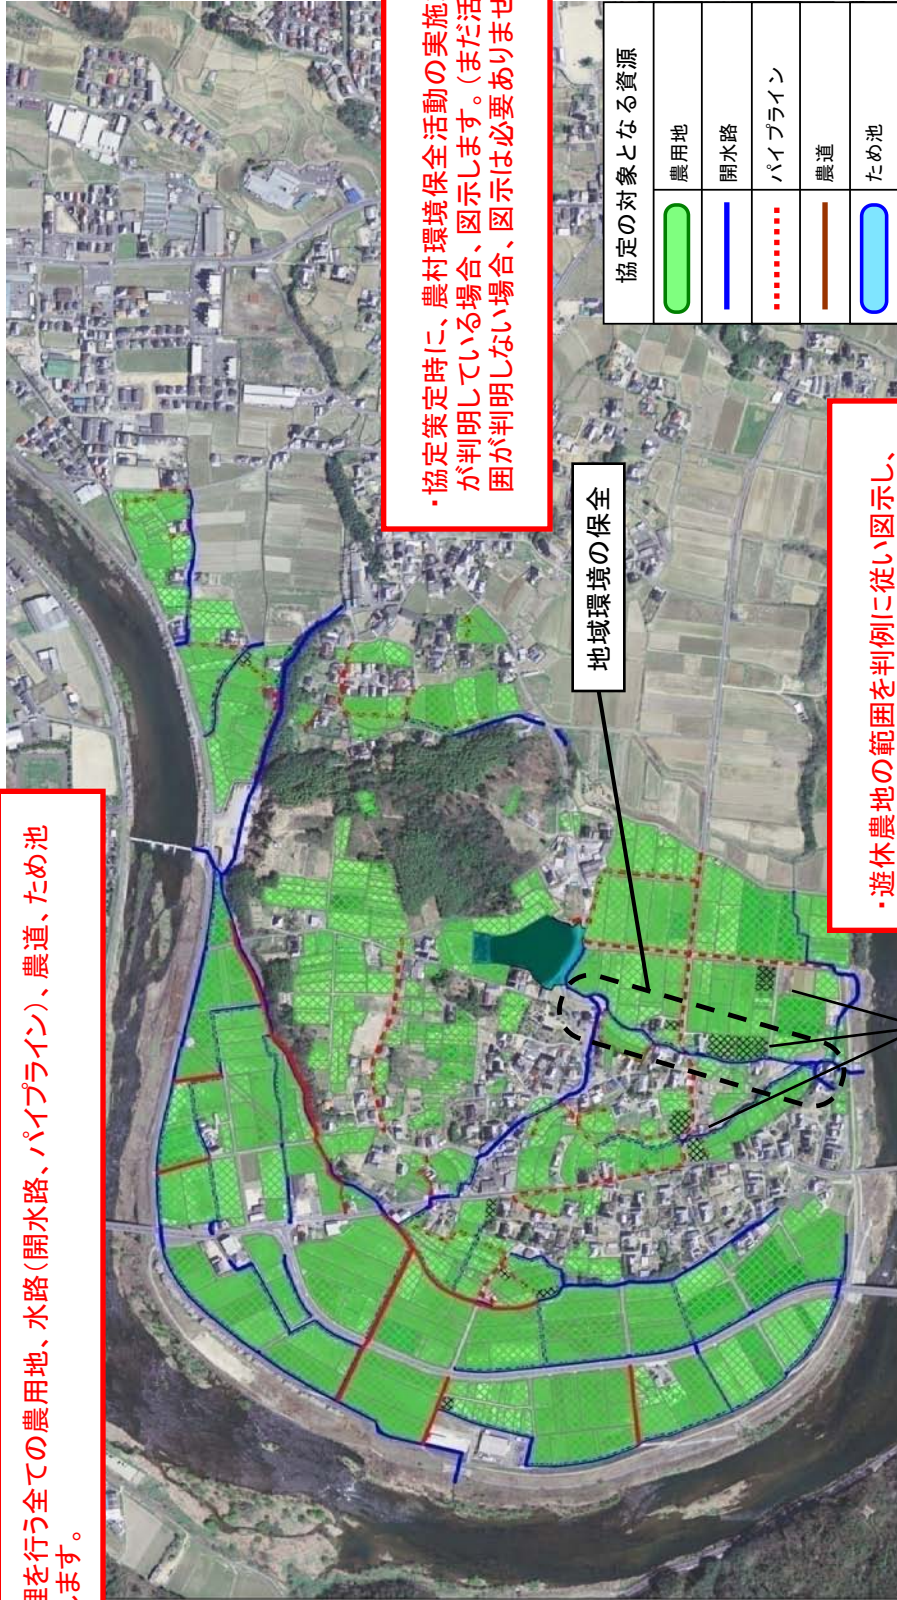 理を行う全ての農用地、水路（開水路、パイプライン）、農道、ため池
ます。
・協定策定時に、農村環境保全活動の実施
が判明している場合、図示します。（まだ活
囲が判明しない場合、図示は必要ありませ
協定の対象となる資源
農用地
開水路
パイプライン
農道
ため池
地域環境の保全
・遊休農地の範囲を判例に従い図示し、